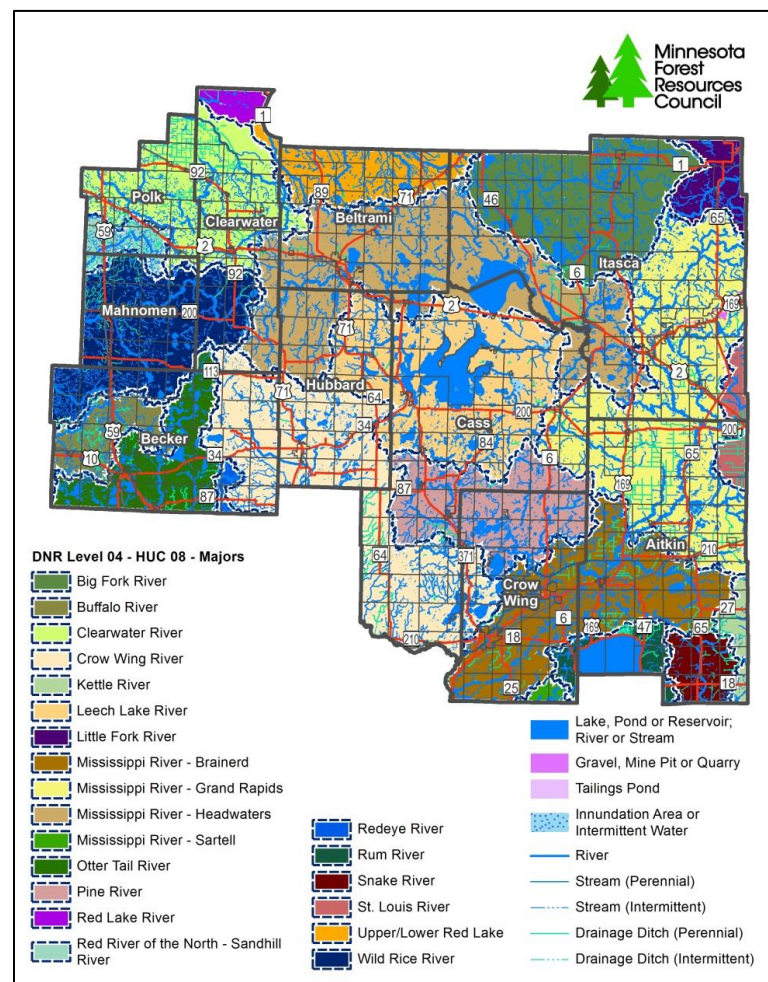 Minnesota
Forest
Resources
Council
1
92
89
71
46
1
Polk
Clearwater
Beltrami
65
59
2
6
Itasca
92
2
169
Mahnomen
200
71
2
113
71
Hubbard
64
200
59
Becker
34
34
Cass
84
200
10
87
6
169
65
87
64
371
Aitkin
210
Crow
Wing
6
169
47
65
27
210
18
25
18
DNR Level 04 - HUC 08 - Majors
Big Fork River
Buffalo River
Clearwater River
Crow Wing River
Kettle River
Leech Lake River
Little Fork River
Mississippi River - Brainerd
Mississippi River - Grand Rapids
Mississippi River - Headwaters
Mississippi River - Sartell
Otter Tail River
Pine River
Red Lake River
Red River of the North - Sandhill
River
Redeye River
Rum River
Snake River
St. Louis River
Upper/Lower Red Lake
Wild Rice River
Lake, Pond or Reservoir;
River or Stream
Gravel, Mine Pit or Quarry
Tailings Pond
Innundation Area or
Intermittent Water
River
Stream (Perennial)
Stream (Intermittent)
Drainage Ditch (Perennial)
Drainage Ditch (Intermittent)